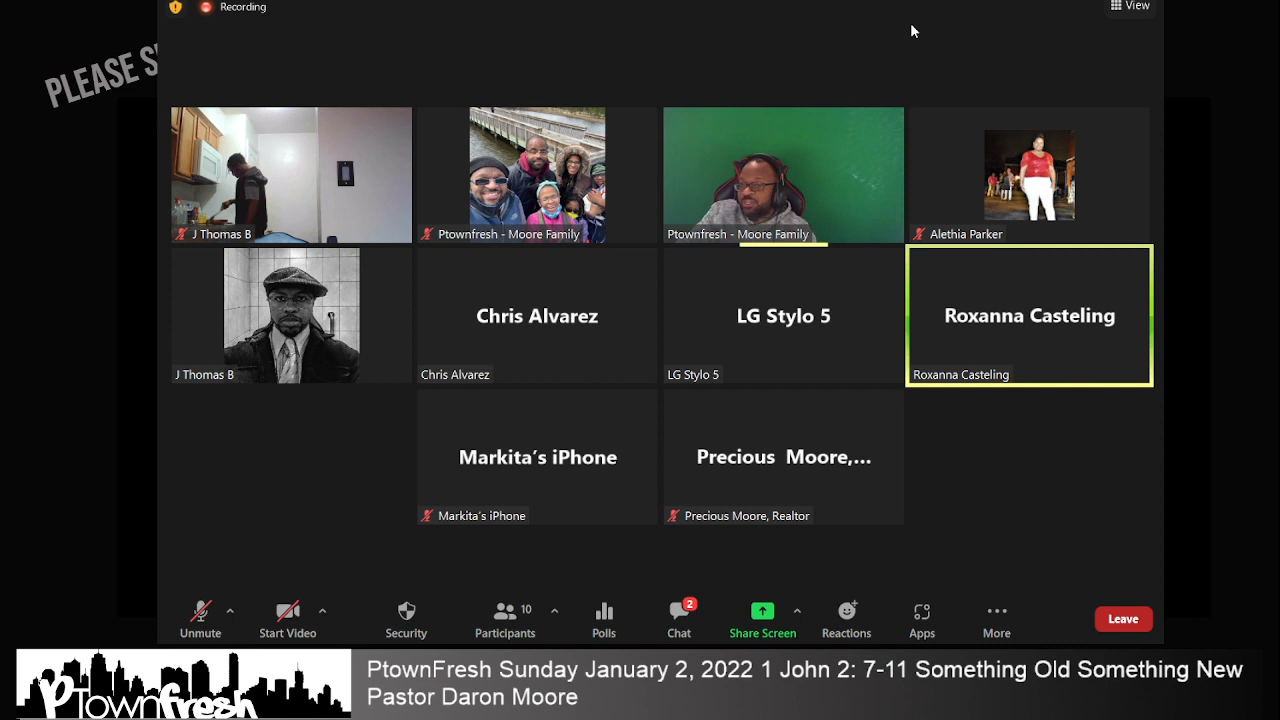 Recording
View
PLEASE S
J Thomas B
Ptownfresh - Moore Family
Ptownfresh - Moore Family
Alethia Parker
J Thomas B
Chris Alvarez
Chris Alvarez
LG Stylo 5
LG Stylo 5
Roxanna Casteling
Roxanna Casteling
Markita's iPhone
Markita's iPhone
Precious Moore,...
Precious Moore, Realtor
Unmute
Start Video
Security
10
Participants
Polls
2
Chat
Share Screen
Reactions
Apps
More
Leave
PTownfresh
PtownFresh Sunday January 2, 2022 1 John 2: 7-11 Something Old Something New
Pastor Daron Moore